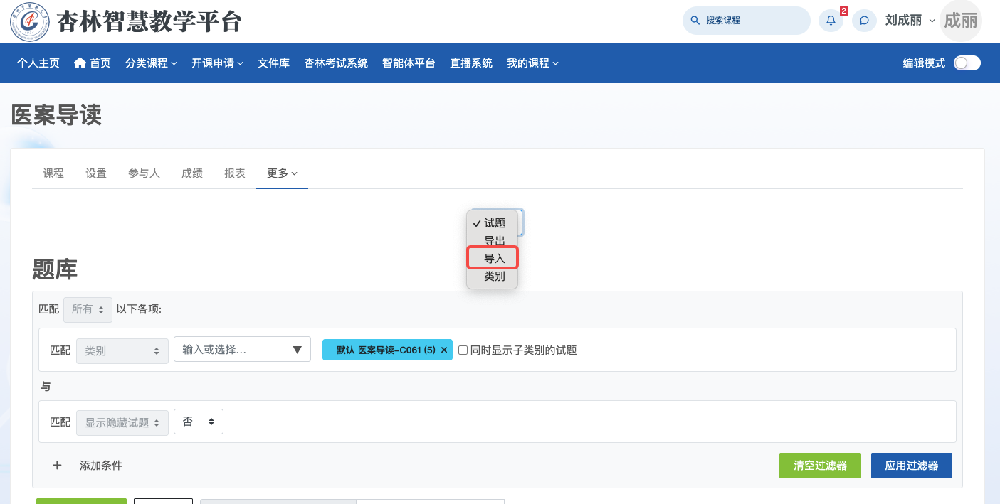 杏林智慧教学平台
搜索课程
2
刘成丽
成丽
个人主页 首页 分类课程 开课申请 文件库 杏林考试系统 智能体平台 直播系统 我的课程 编辑模式
医案导读
课程 设置 参与人 成绩 报表 更多
✓ 试题
导出
导入
类别
题库
匹配 所有 以下各项:
匹配 类别 输入或选择... ▼ 默认 医案导读-C061 (5) × 同时显示子类别的试题
与
匹配 显示隐藏试题 否
+ 添加条件 清空过滤器 应用过滤器